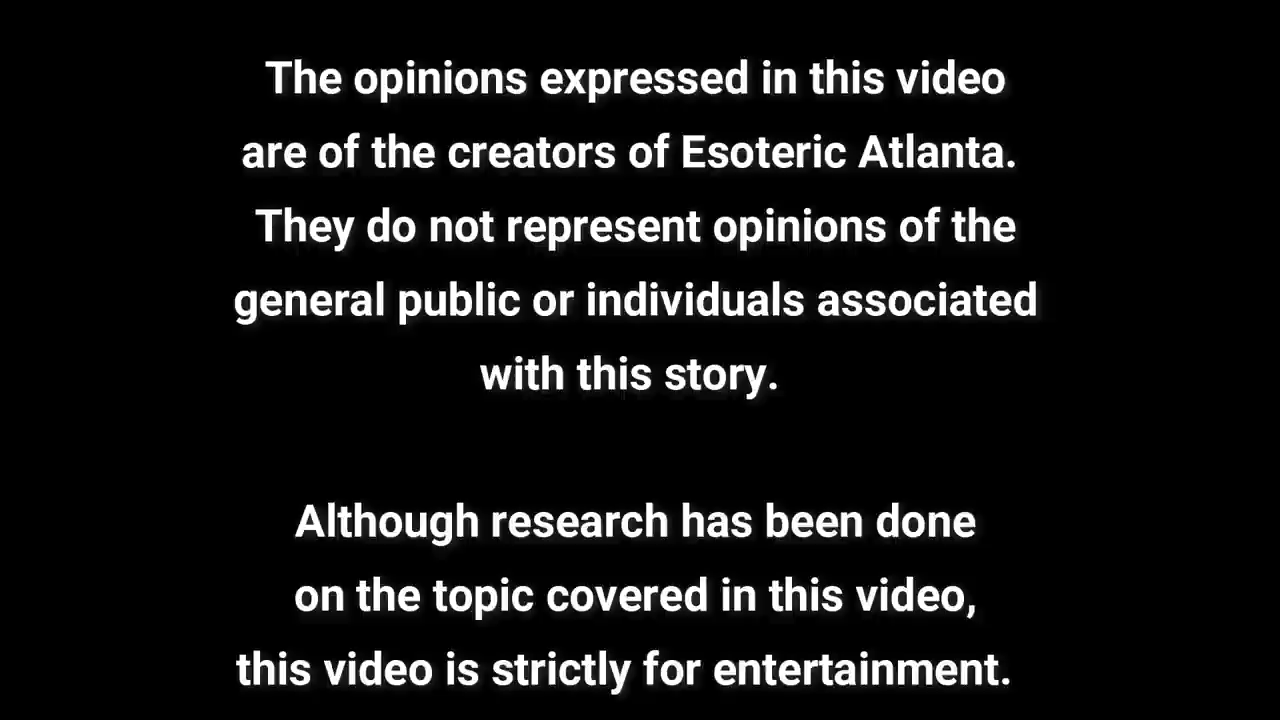 The opinions expressed in this video
are of the creators of Esoteric Atlanta.
They do not represent opinions of the
general public or individuals associated
with this story.
Although research has been done
on the topic covered in this video,
this video is strictly for entertainment.